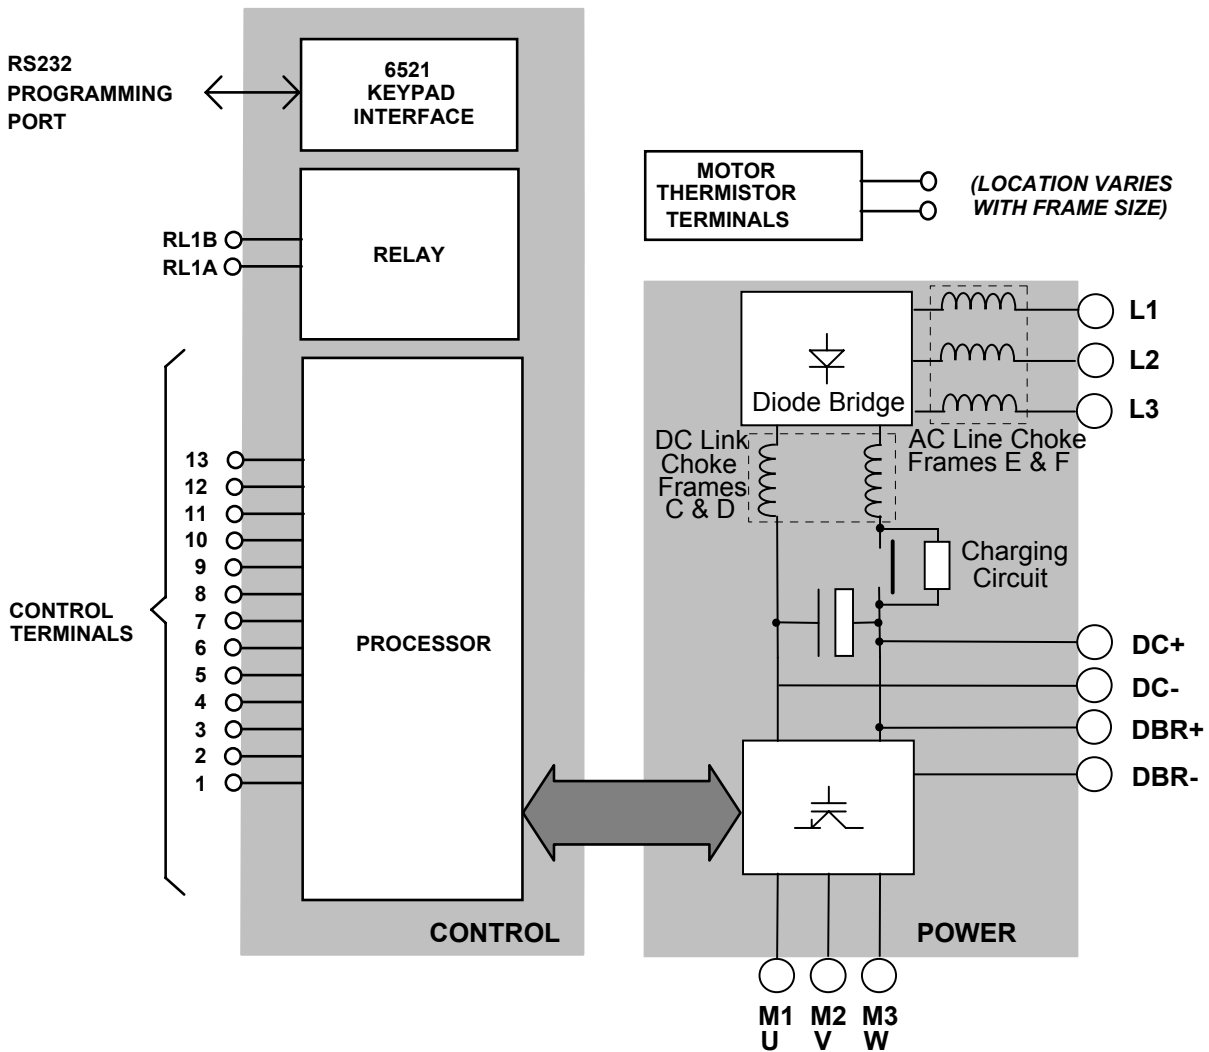 RS232
PROGRAMMING
PORT
6521
KEYPAD
INTERFACE
RL1B
RL1A
RELAY
MOTOR
THERMISTOR
TERMINALS
(LOCATION VARIES
WITH FRAME SIZE)
L1
L2
L3
Diode Bridge
DC Link
Choke
Frames
C & D
AC Line Choke
Frames E & F
Charging
Circuit
CONTROL
TERMINALS
13
12
11
10
9
8
7
6
5
4
3
2
1
PROCESSOR
DC+
DC-
DBR+
DBR-
CONTROL
POWER
M1 M2 M3
U V W